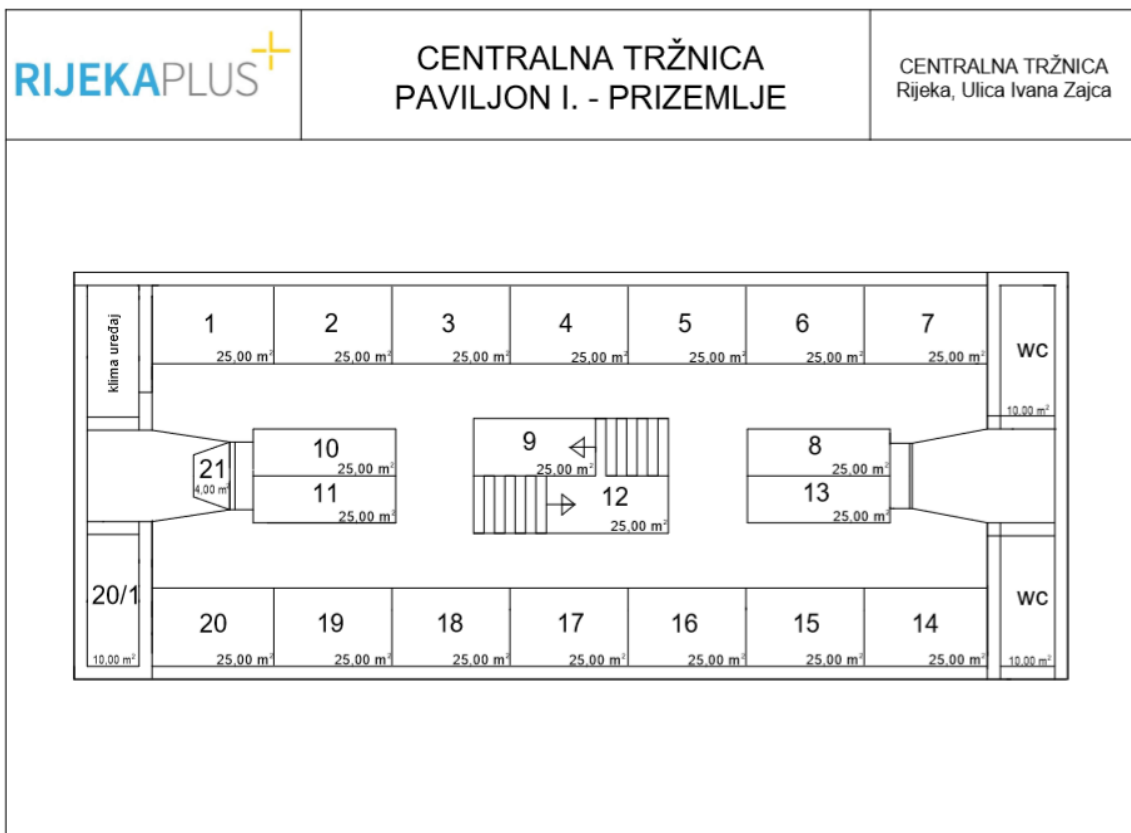 RIJEKAPLUS
CENTRALNA TRŽNICA
PAVILJON I. - PRIZEMLJE
CENTRALNA TRŽNICA
Rijeka, Ulica Ivana Zajca
klima uređaj
1
25,00 m²
2
25,00 m²
3
25,00 m²
4
25,00 m²
5
25,00 m²
6
25,00 m²
7
25,00 m²
WC
10,00 m²
21
4,00 m²
10
25,00 m²
11
25,00 m²
9
25,00 m²
12
25,00 m²
8
25,00 m²
13
25,00 m²
20/1
10,00 m²
20
25,00 m²
19
25,00 m²
18
25,00 m²
17
25,00 m²
16
25,00 m²
15
25,00 m²
14
25,00 m²
WC
10,00 m²